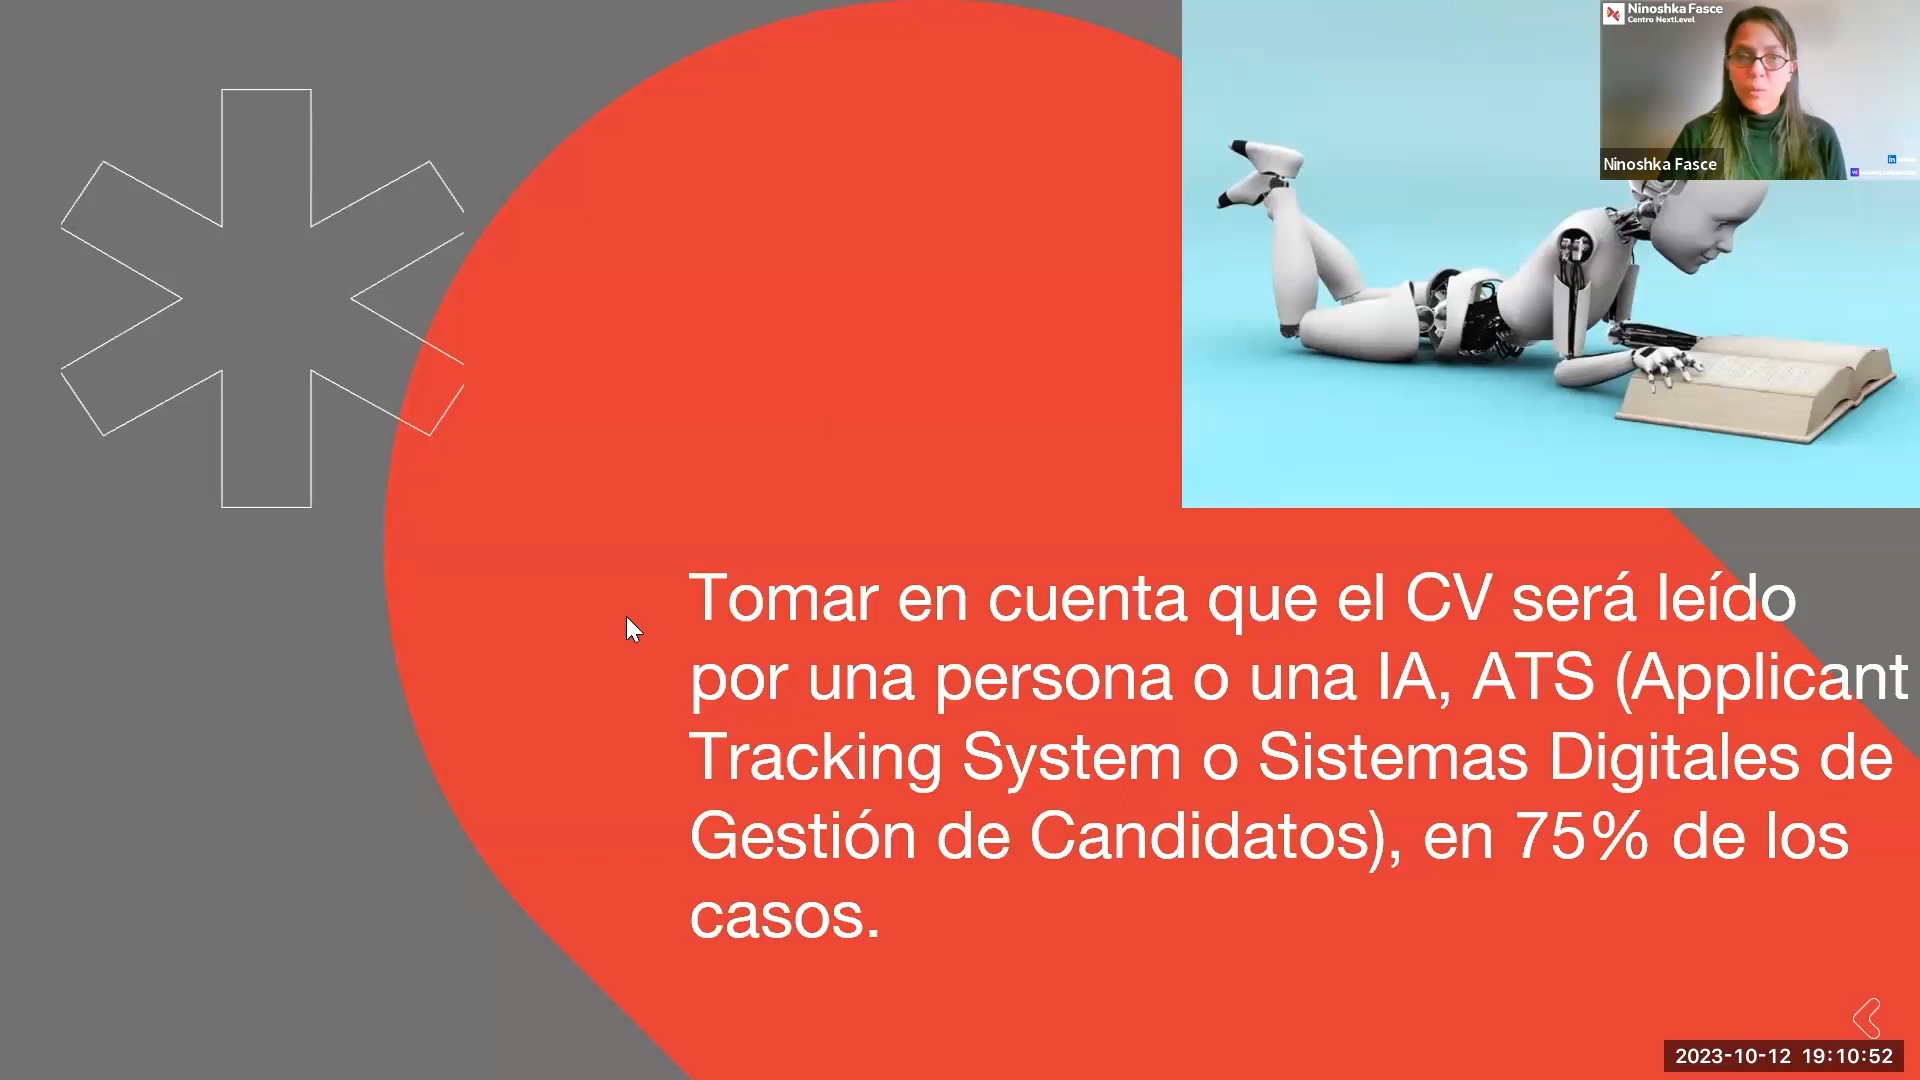 Ninoshka Fasce
Centro NextLevel
Ninoshka Fasce
Tomar en cuenta que el CV será leído
por una persona o una IA, ATS (Applicant
Tracking System o Sistemas Digitales de
Gestión de Candidatos), en 75% de los
casos.
2023-10-12 19:10:52